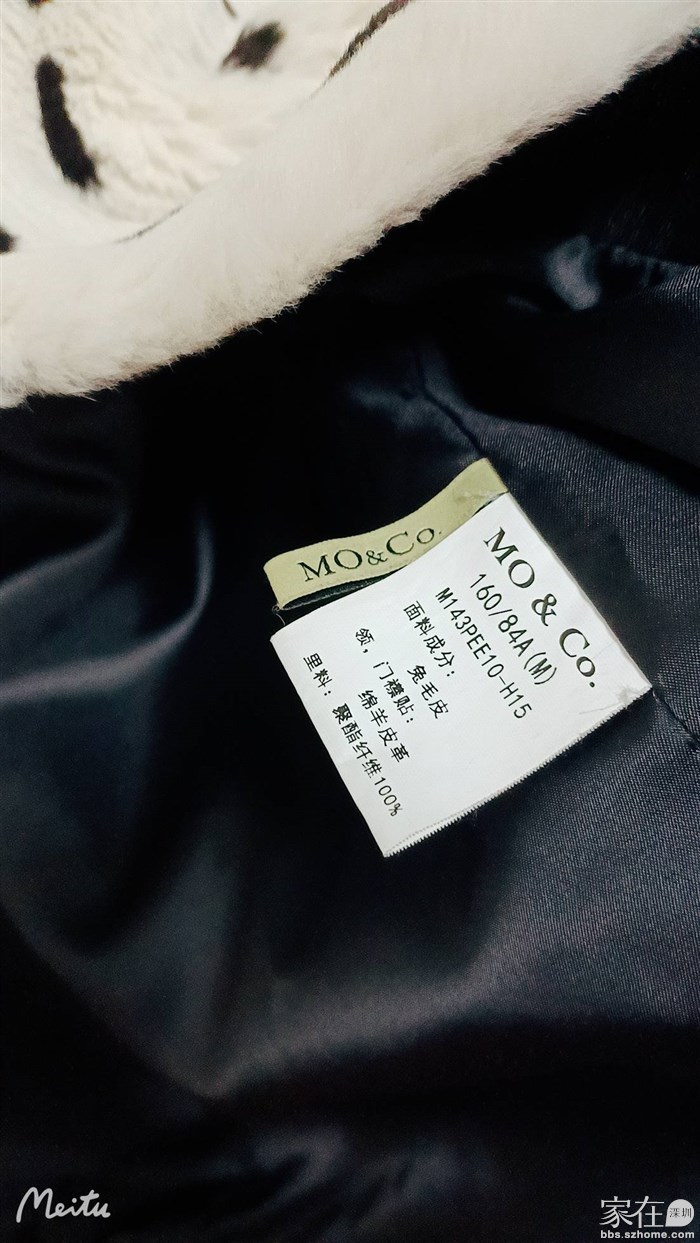 MO&Co.
MO & Co.
160/84A(M)
M143PEE10-H15
面料成分：
兔毛皮
领，门襟贴：
绵羊皮革
里料：聚酯纤维100%
Meitu
家在深圳
bbs.szhome.com